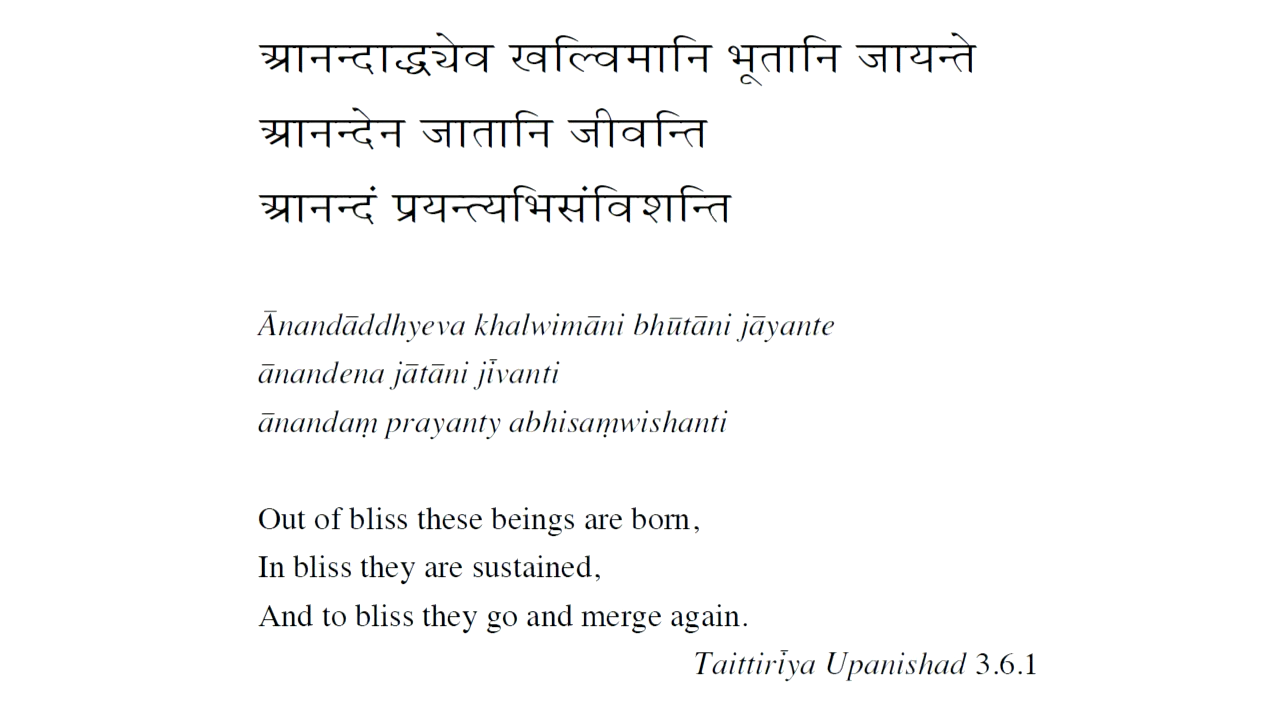 आनन्दाद्ध्येव खल्विमानि भूतानि जायन्ते
आनन्देन जातानि जीवन्ति
आनन्दं प्रयन्त्यभिसंविशन्ति
Ānandāddhyeva khalwimāni bhūtāni jāyante
ānandena jātāni jīvanti
ānandaṃ prayanty abhisaṃwishanti
Out of bliss these beings are born,
In bliss they are sustained,
And to bliss they go and merge again.
Taittirīya Upanishad 3.6.1